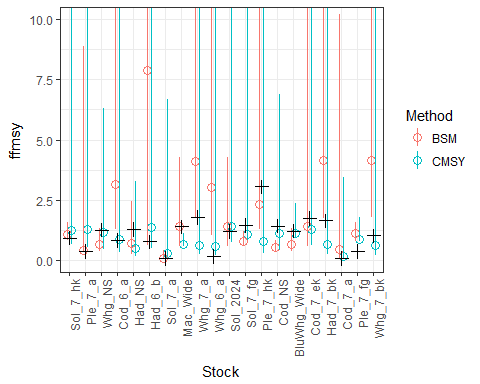 10.0
7.5
5.0
2.5
0.0
ffmsy
Sol_7_hk
Ple_7_a
Whg_NS
Cod_6_a
Had_NS
Had_6_b
Sol_7_a
Mac_Wide
Whg_7_a
Whg_6_a
Sol_2024
Sol_7_fg
Ple_7_hk
Cod_NS
BluWhg_Wide
Cod_7_ek
Had_7_bk
Cod_7_a
Ple_7_fg
Whg_7_bk
Stock
Method
BSM
CMSY